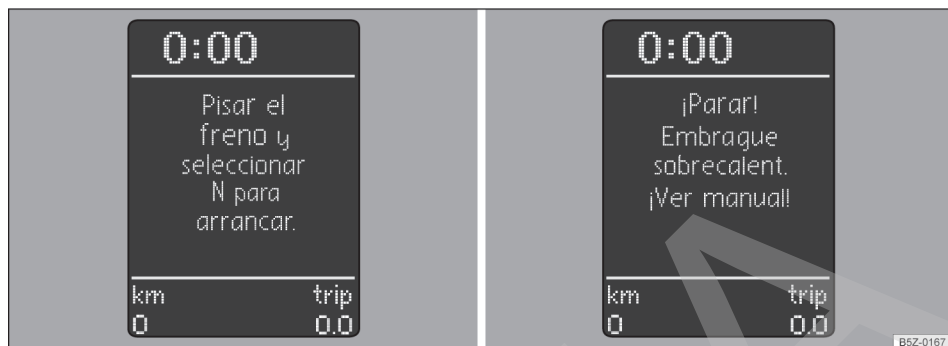 0:00
Pisar el
freno y
seleccionar
N para
arrancar.
km trip
0 0.0
0:00
¡Parar!
Embrague
sobrecalent.
¡Ver manual!
km trip
0 0.0
B5Z-0167